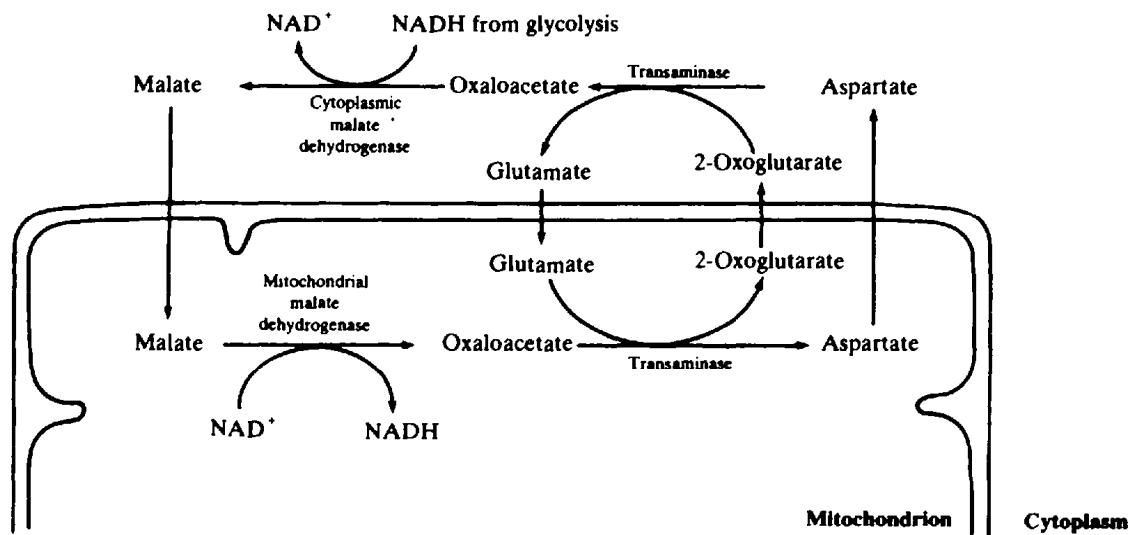 NAD+ NADH from glycolysis
Malate Oxaloacetate Transaminase Aspartate
Cytoplasmic
malate
dehydrogenase
Glutamate 2-Oxoglutarate
Glutamate 2-Oxoglutarate
Mitochondrial
malate
dehydrogenase
Malate Oxaloacetate Transaminase Aspartate
NAD+ NADH
Mitochondrion Cytoplasm